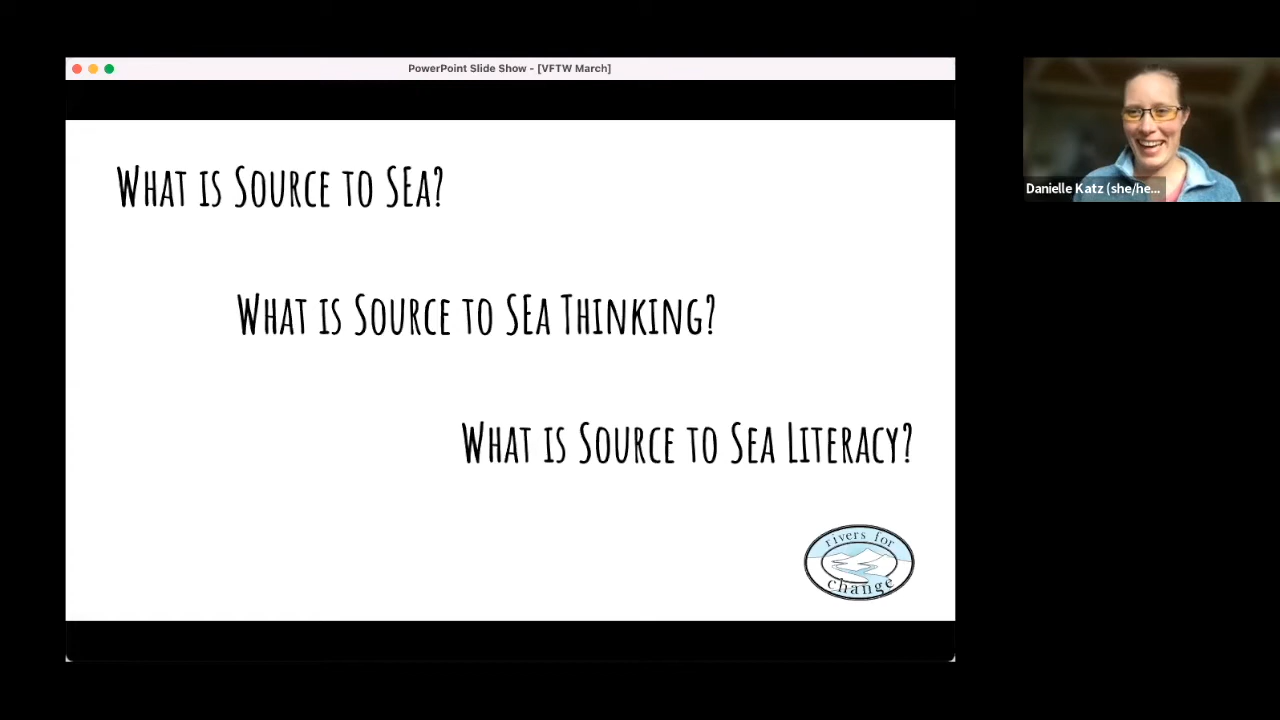 PowerPoint Slide Show - [VFTW March]
What is Source to SEa?
What is Source to SEa Thinking?
What is Source to Sea Literacy?
rivers for
change
Danielle Katz (she/he...